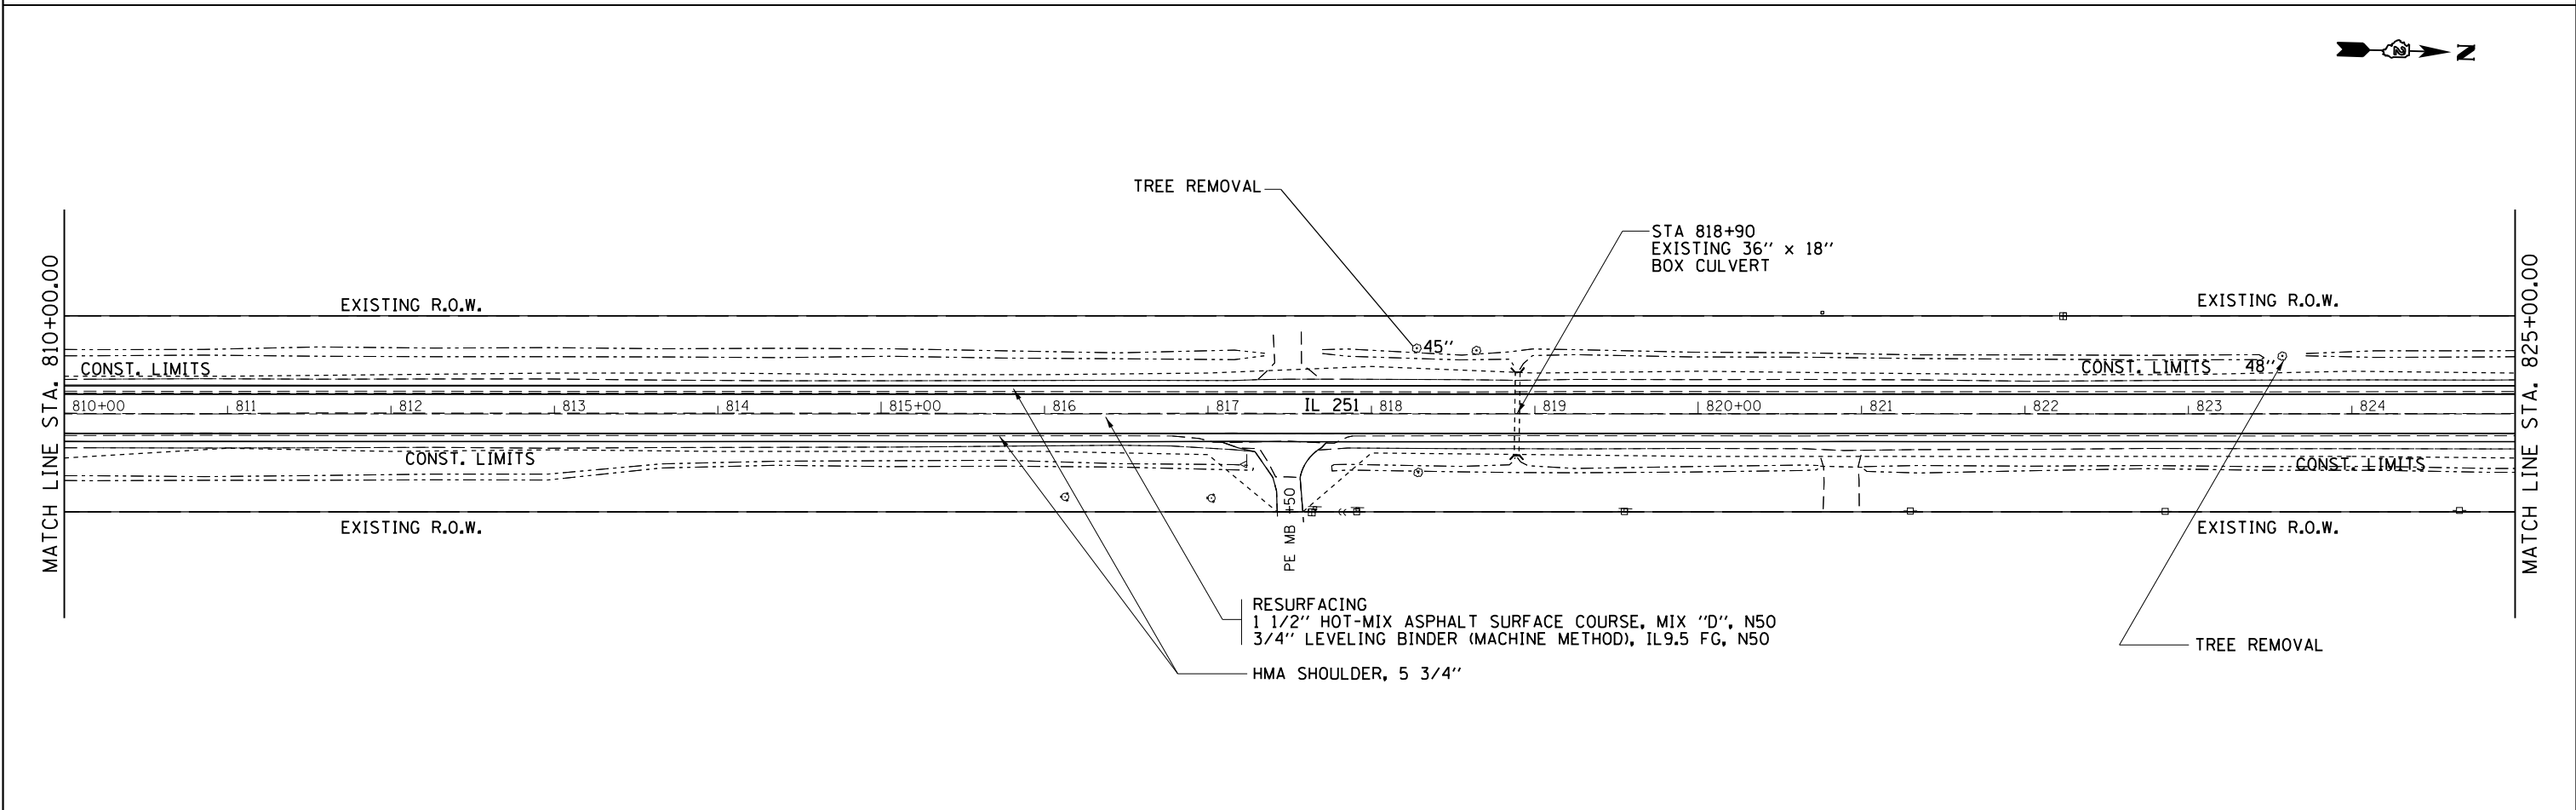 N
TREE REMOVAL
STA 818+90
EXISTING 36" x 18"
BOX CULVERT
MATCH LINE STA. 810+00.00
EXISTING R.O.W.
EXISTING R.O.W.
MATCH LINE STA. 825+00.00
45"
CONST. LIMITS
CONST. LIMITS 48"
810+00 811 812 813 814 815+00 816 817 IL 251 818 819 820+00 821 822 823 824
CONST. LIMITS
CONST. LIMITS
PE MB +50
EXISTING R.O.W.
EXISTING R.O.W.
RESURFACING
1 1/2" HOT-MIX ASPHALT SURFACE COURSE, MIX "D", N50
3/4" LEVELING BINDER (MACHINE METHOD), IL9.5 FG, N50
TREE REMOVAL
HMA SHOULDER, 5 3/4"